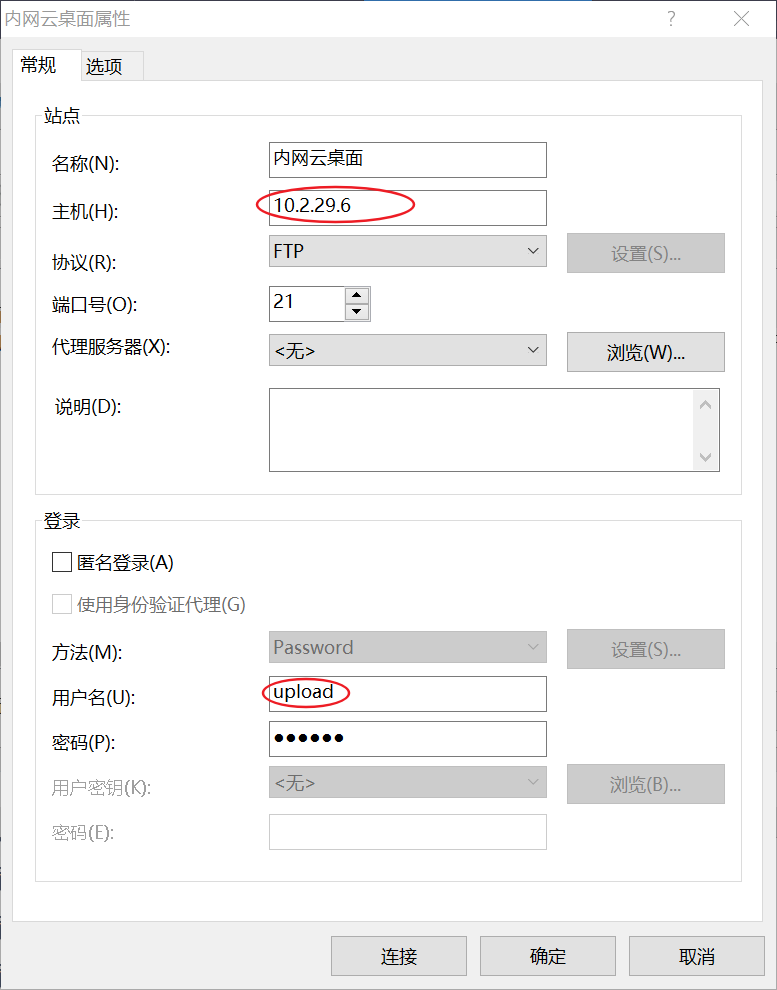 内网云桌面属性
常规
选项
站点
名称(N):
内网云桌面
主机(H):
10.2.29.6
协议(R):
FTP
设置(S)...
端口号(O):
21
代理服务器(X):
<无>
浏览(W)...
说明(D):
登录
匿名登录(A)
使用身份验证代理(G)
方法(M):
Password
设置(S)...
用户名(U):
upload
密码(P):
●●●●●●
用户密钥(K):
<无>
浏览(B)...
密码(E):
连接
确定
取消